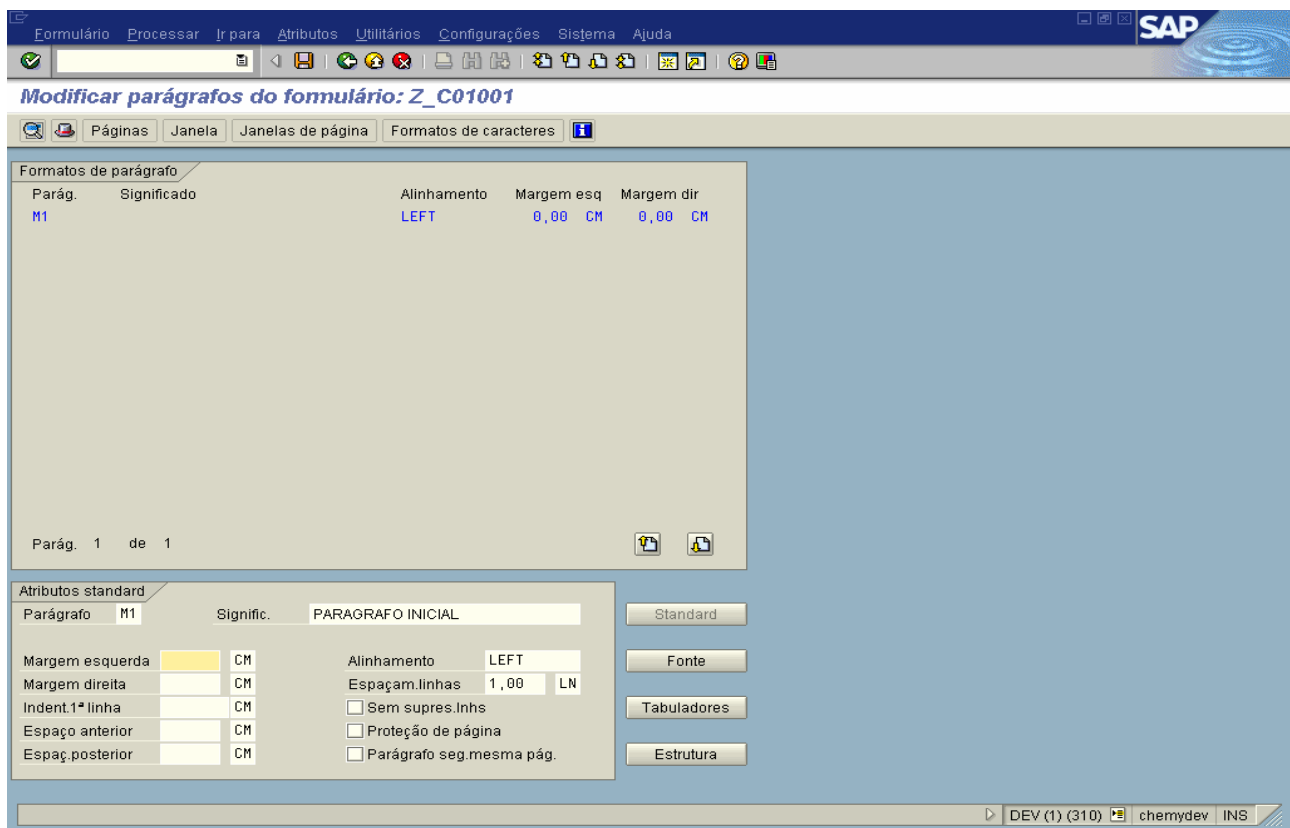 Formulário Processar Ir para Atributos Utilitários Configurações Sistema Ajuda
SAP
Modificar parágrafos do formulário: Z_C01001
Páginas Janela Janelas de página Formatos de caracteres
Formatos de parágrafo
Parág. Significado Alinhamento Margem esq Margem dir
M1 LEFT 0,00 CM 0,00 CM
Parág. 1 de 1
Atributos standard
Parágrafo M1 Signific. PARAGRAFO INICIAL Standard
Margem esquerda CM Alinhamento LEFT Fonte
Margem direita CM Espaçam.linhas 1,00 LN
Indent.1ª linha CM Sem supres.lnhs Tabuladores
Espaço anterior CM Proteção de página
Espaç.posterior CM Parágrafo seg.mesma pág. Estrutura
DEV (1) (310) chemydev INS